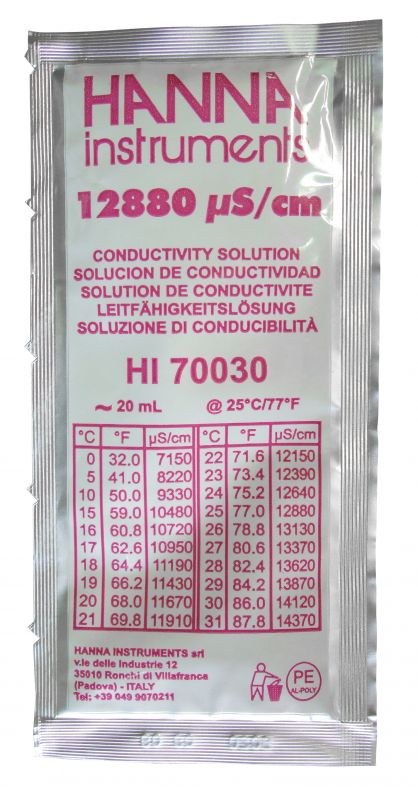 HANNA
instruments
12880 µS/cm
CONDUCTIVITY SOLUTION
SOLUCION DE CONDUCTIVIDAD
SOLUTION DE CONDUCTIVITE
LEITFÄHIGKEITSLÖSUNG
SOLUZIONE DI CONDUCIBILITÀ
HI 70030
~ 20 mL @ 25°C/77°F
°C °F µS/cm °C °F µS/cm
0 32.0 7150 22 71.6 12150
5 41.0 8220 23 73.4 12390
10 50.0 9330 24 75.2 12640
15 59.0 10480 25 77.0 12880
16 60.8 10720 26 78.8 13130
17 62.6 10950 27 80.6 13370
18 64.4 11190 28 82.4 13620
19 66.2 11430 29 84.2 13870
20 68.0 11670 30 86.0 14120
21 69.8 11910 31 87.8 14370
HANNA INSTRUMENTS srl
v.le delle Industrie 12
35010 Ronchi di Villafranca
(Padova) - ITALY
Tel: +39 049 9070211
PE
AL-POLY